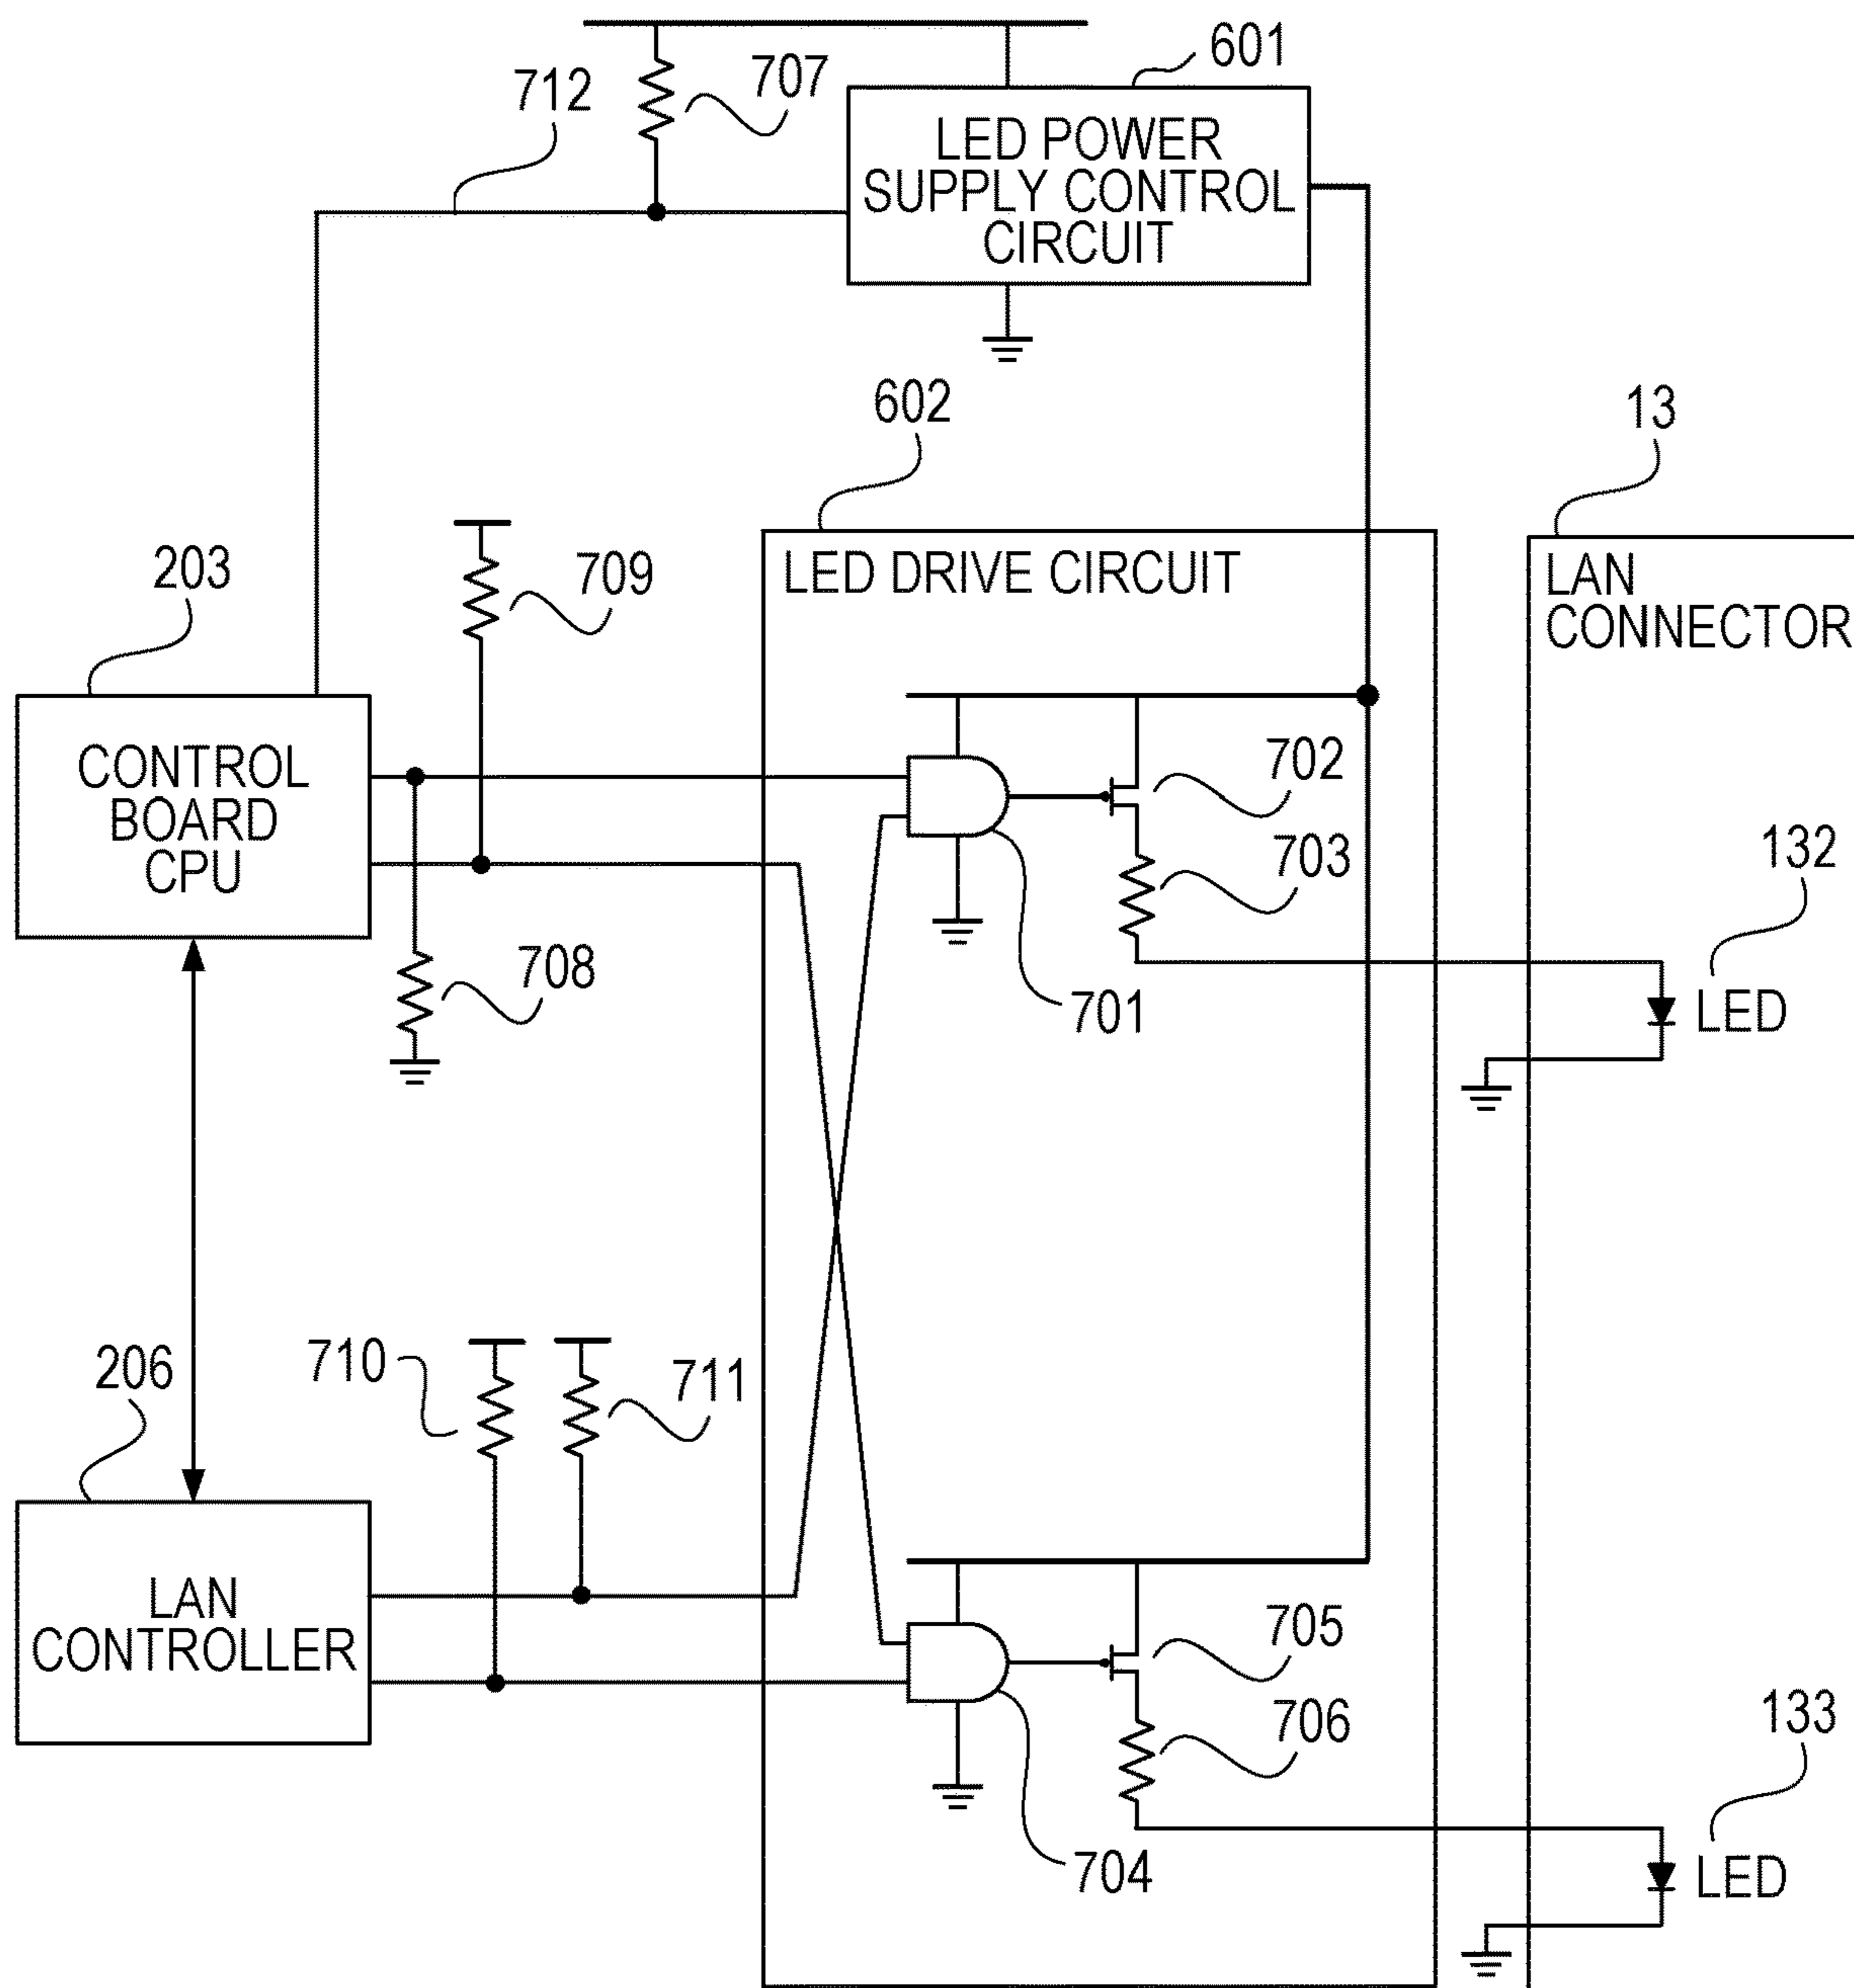 601
707
712
LED POWER
SUPPLY CONTROL
CIRCUIT
602
13
203
709
LED DRIVE CIRCUIT
LAN
CONNECTOR
CONTROL
BOARD
CPU
702
703
132
708
701
LED
206
710
711
LAN
CONTROLLER
705
706
133
704
LED